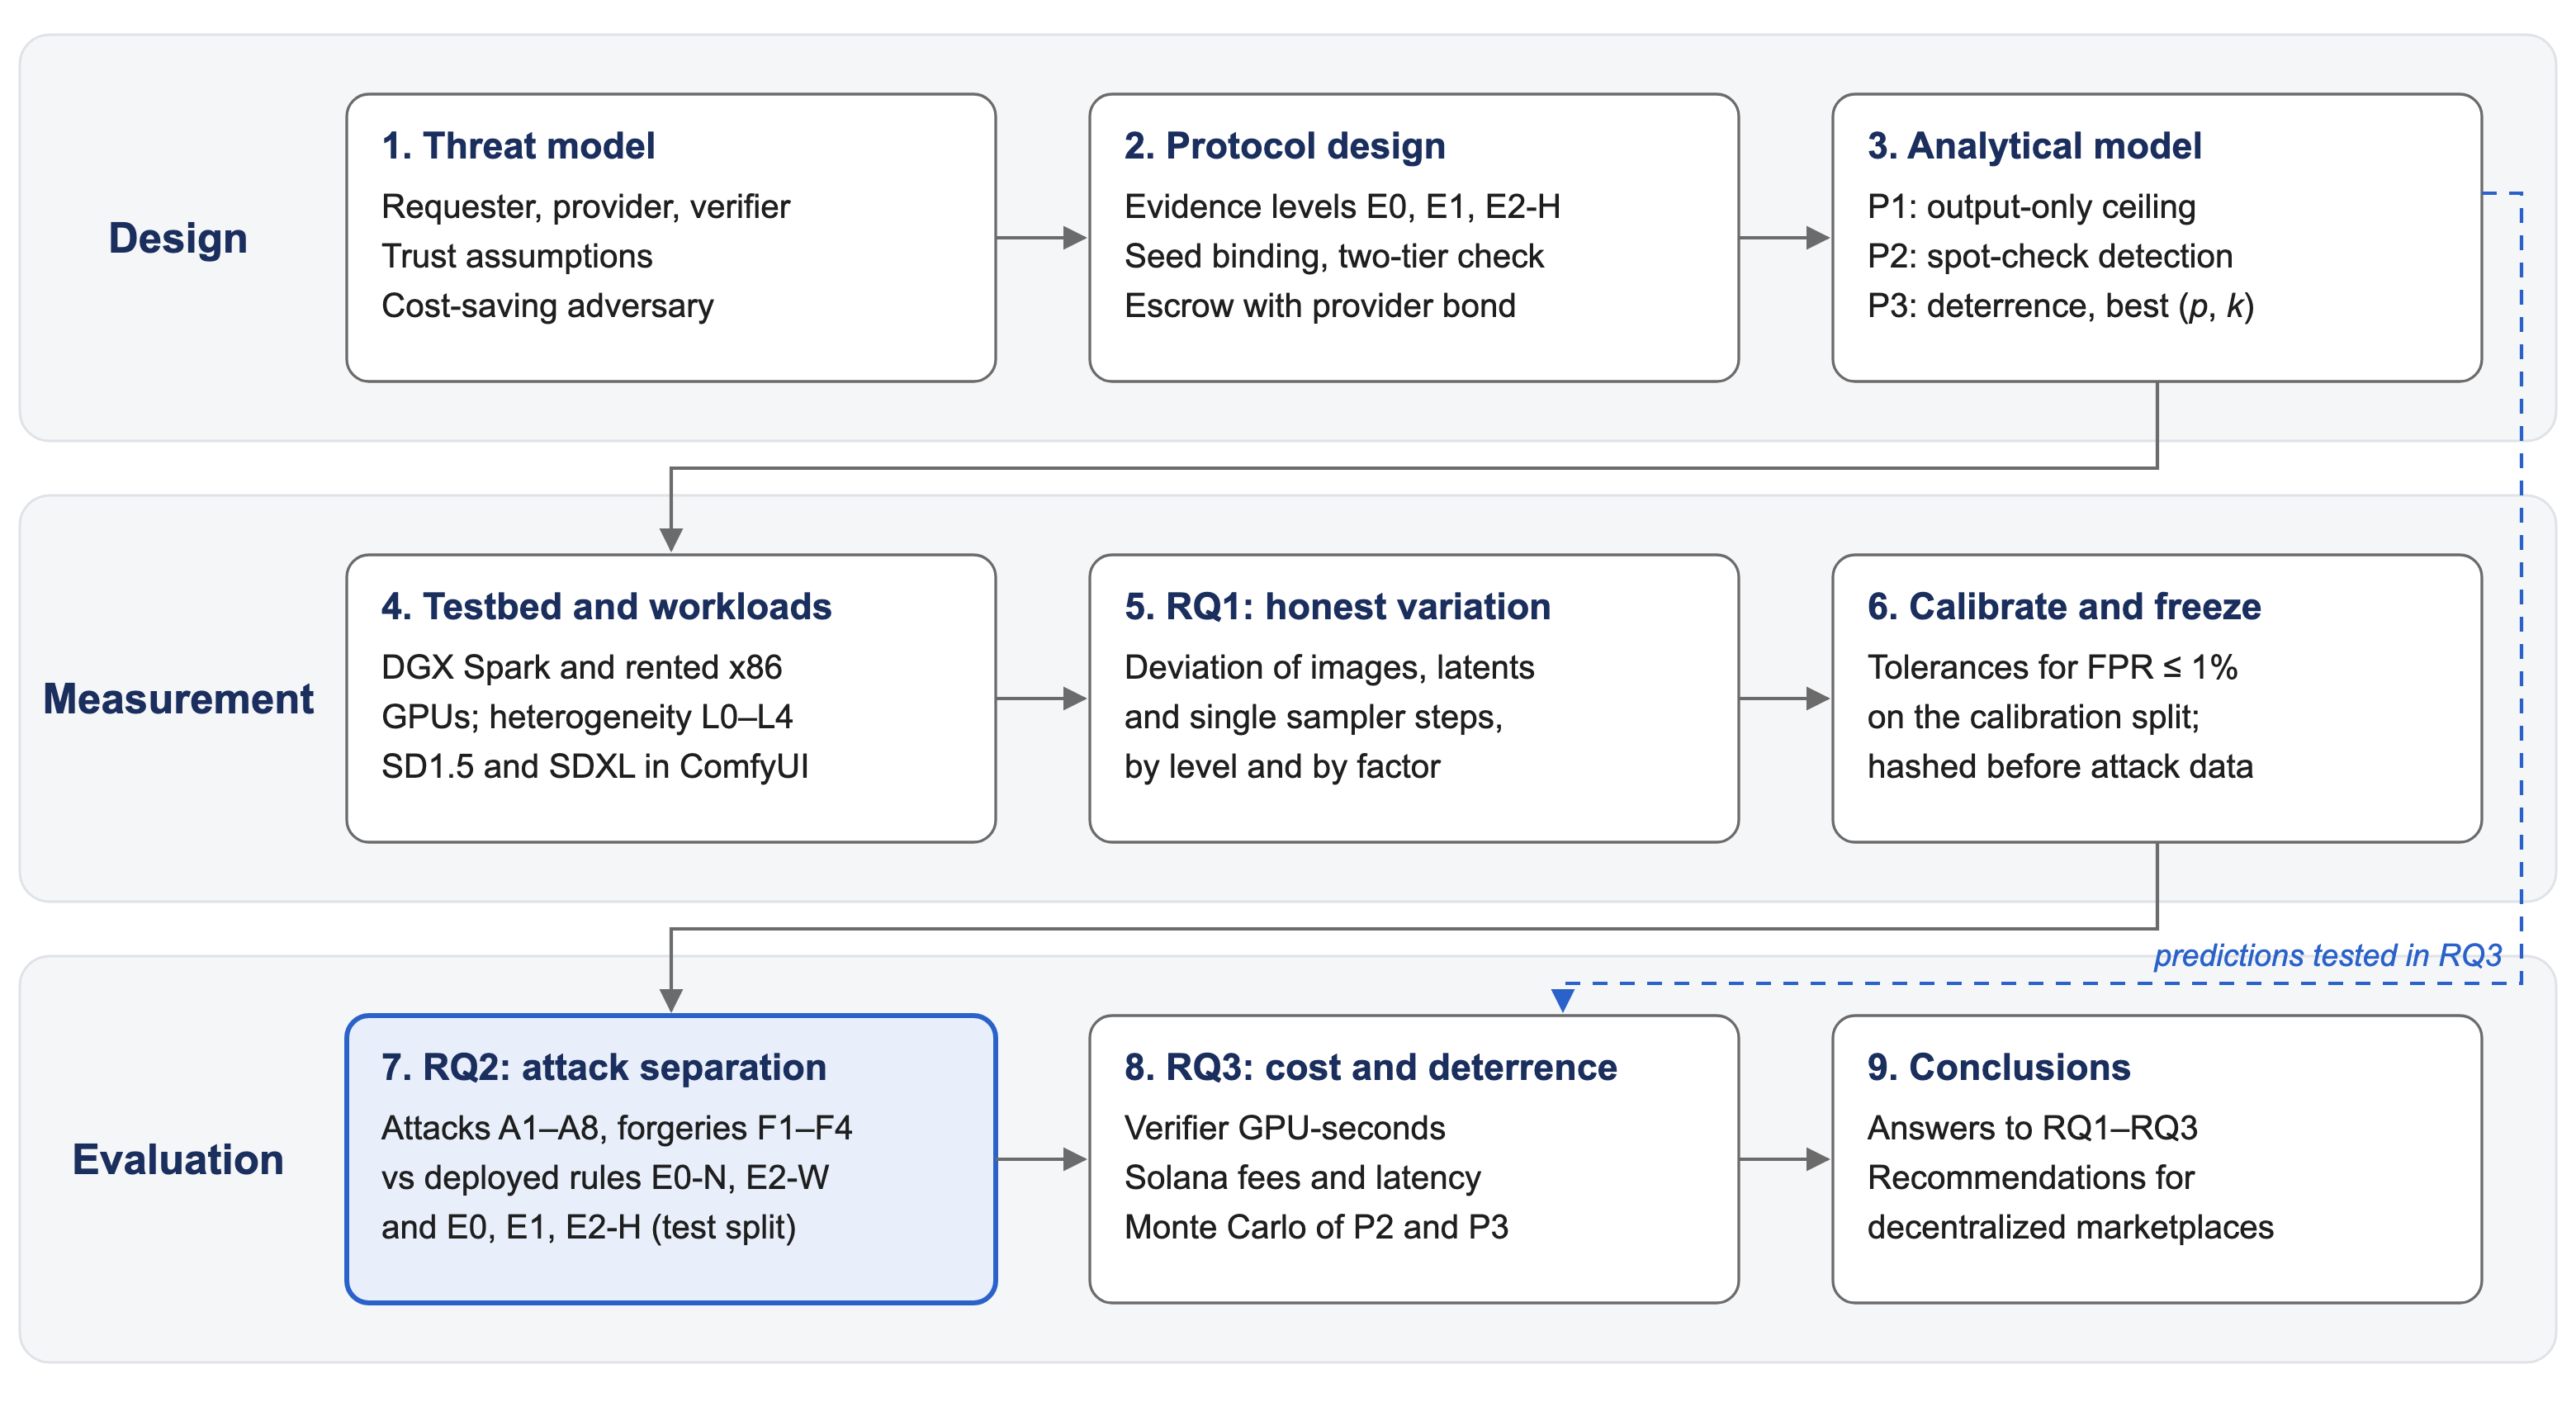 Design
1. Threat model
Requester, provider, verifier
Trust assumptions
Cost-saving adversary
2. Protocol design
Evidence levels E0, E1, E2-H
Seed binding, two-tier check
Escrow with provider bond
3. Analytical model
P1: output-only ceiling
P2: spot-check detection
P3: deterrence, best (p, k)
Measurement
4. Testbed and workloads
DGX Spark and rented x86
GPUs; heterogeneity L0–L4
SD1.5 and SDXL in ComfyUI
5. RQ1: honest variation
Deviation of images, latents
and single sampler steps,
by level and by factor
6. Calibrate and freeze
Tolerances for FPR ≤ 1%
on the calibration split;
hashed before attack data
predictions tested in RQ3
Evaluation
7. RQ2: attack separation
Attacks A1–A8, forgeries F1–F4
vs deployed rules E0-N, E2-W
and E0, E1, E2-H (test split)
8. RQ3: cost and deterrence
Verifier GPU-seconds
Solana fees and latency
Monte Carlo of P2 and P3
9. Conclusions
Answers to RQ1–RQ3
Recommendations for
decentralized marketplaces